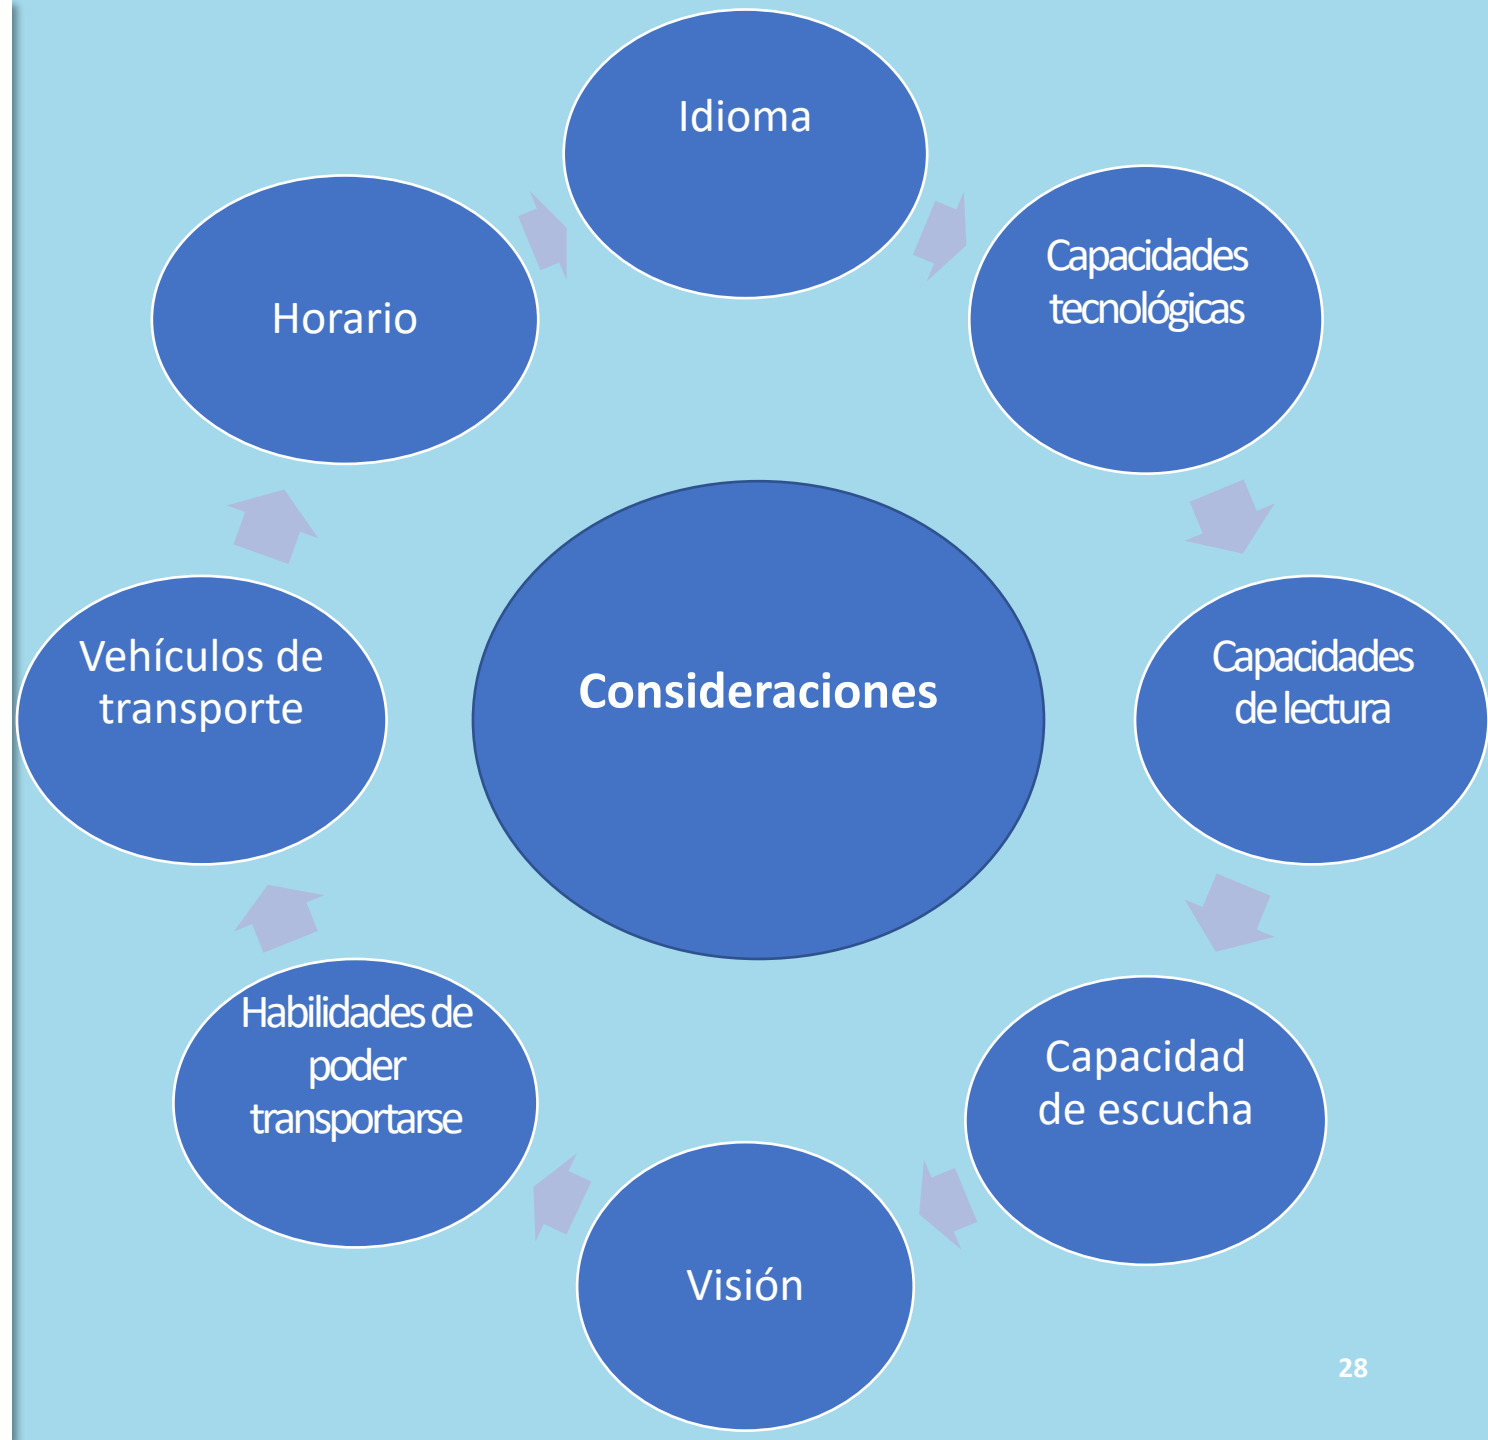 Idioma
Capacidades
tecnológicas
Capacidades
de lectura
Capacidad
de escucha
Visión
Habilidades de
poder
transportarse
Vehículos de
transporte
Horario
Consideraciones
28